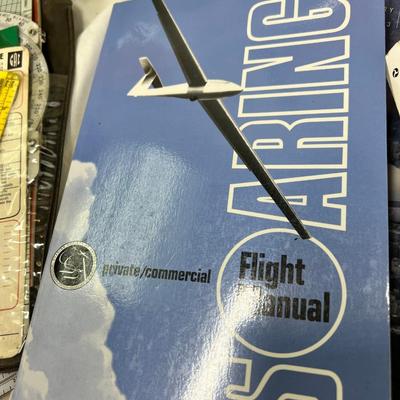 SOARING
private/commercial
Flight
Manual